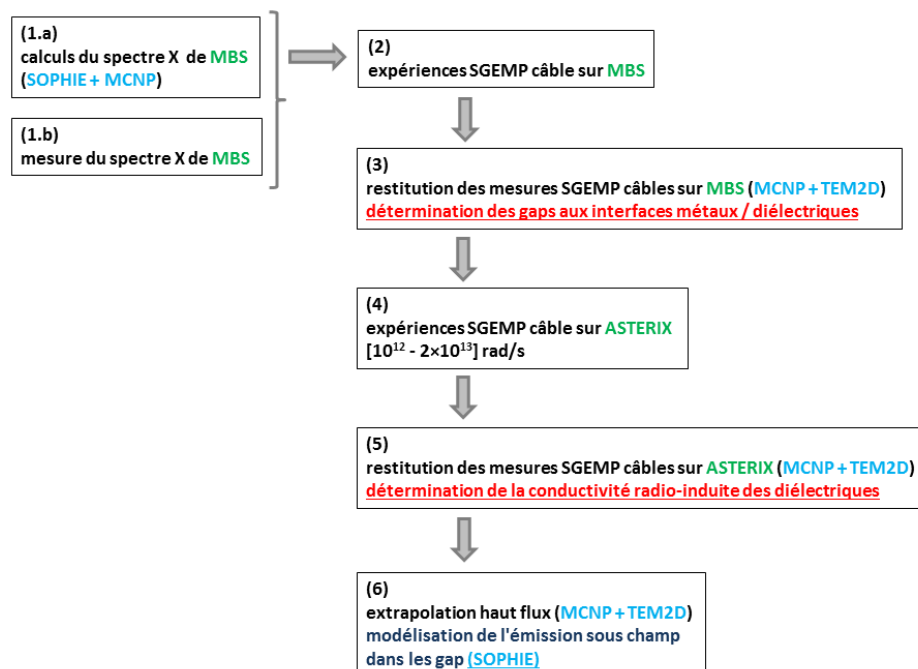 (1.a)
calculs du spectre X de MBS
(SOPHIE + MCNP)
(1.b)
mesure du spectre X de MBS
(2)
expériences SGEMP câble sur MBS
(3)
restitution des mesures SGEMP câbles sur MBS (MCNP + TEM2D)
détermination des gaps aux interfaces métaux / diélectriques
(4)
expériences SGEMP câble sur ASTERIX
[10¹² - 2×10¹³] rad/s
(5)
restitution des mesures SGEMP câbles sur ASTERIX (MCNP + TEM2D)
détermination de la conductivité radio-induite des diélectriques
(6)
extrapolation haut flux (MCNP + TEM2D)
modélisation de l'émission sous champ
dans les gap (SOPHIE)